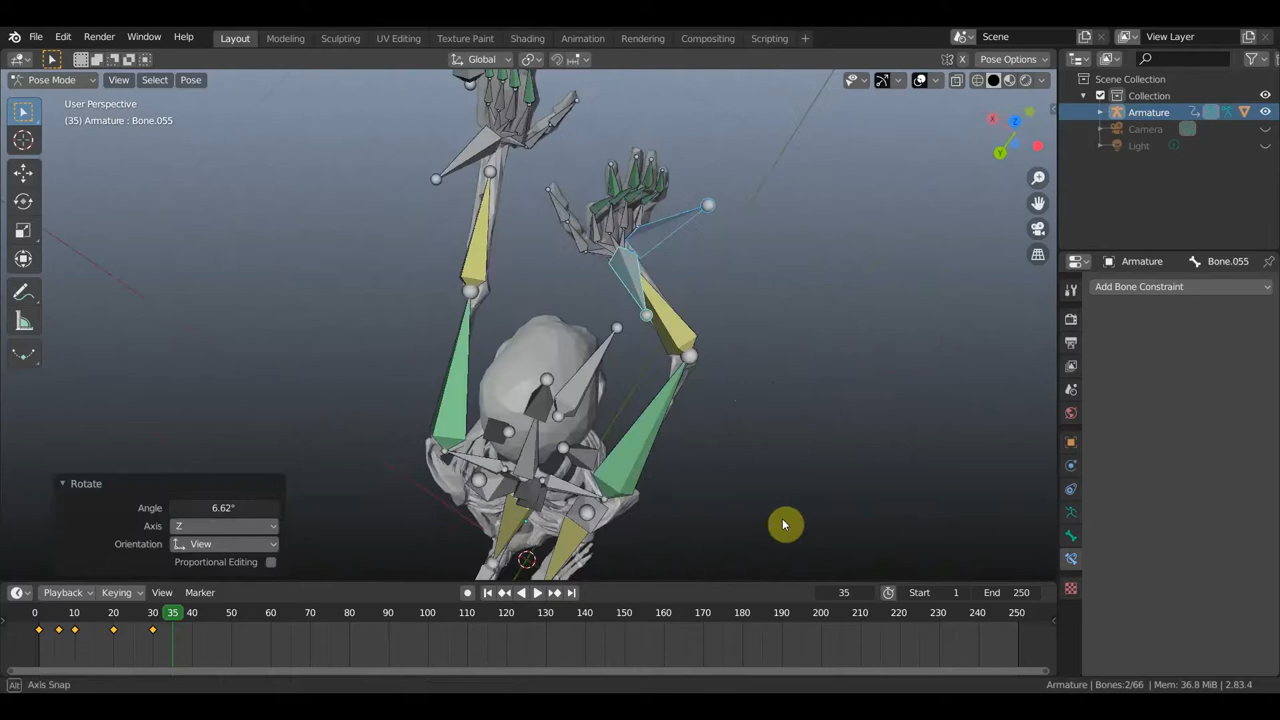 File Edit Render Window Help Layout Modeling Sculpting UV Editing Texture Paint Shading Animation Rendering Compositing Scripting + Scene View Layer
Global X Pose Options
Pose Mode View Select Pose
User Perspective
(35) Armature : Bone.055
Scene Collection
Collection
Armature
Camera
Light
X Z Y
Armature Bone.055
Add Bone Constraint
Rotate
Angle 6.62°
Axis Z
Orientation View
Proportional Editing
Playback Keying View Marker 35 Start 1 End 250
0 10 20 30 35 40 50 60 70 80 90 100 110 120 130 140 150 160 170 180 190 200 210 220 230 240 250
Alt Axis Snap Armature | Bones:2/66 | Mem: 36.8 MiB | 2.83.4